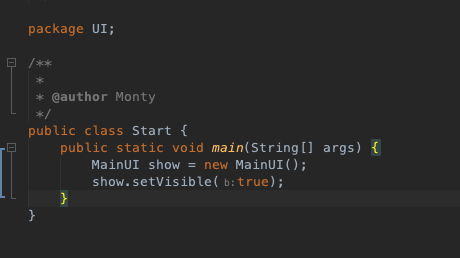 package UI;
/**
*
* @author Monty
*/
public class Start {
public static void main(String[] args) {
MainUI show = new MainUI();
show.setVisible( b: true);
}
}